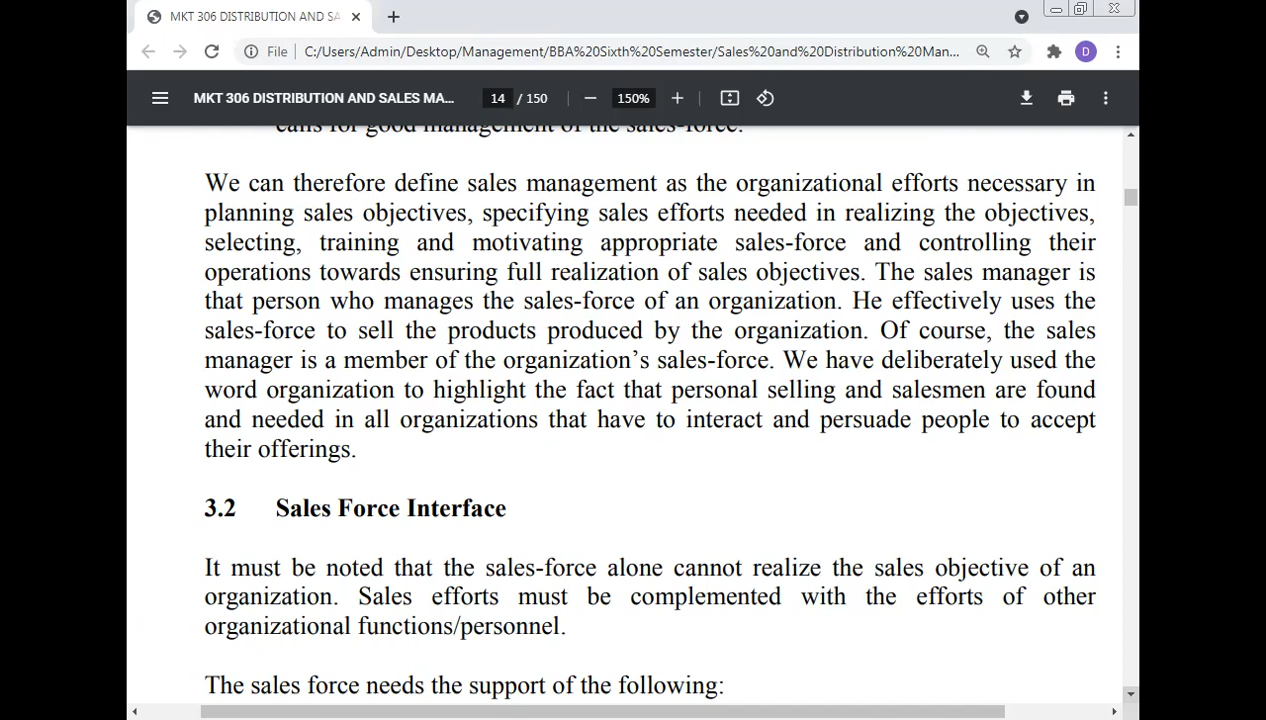 MKT 306 DISTRIBUTION AND SA
File C:/Users/Admin/Desktop/Management/BBA%20Sixth%20Semester/Sales%20and%20Distribution%20Man... D
MKT 306 DISTRIBUTION AND SALES MA... 14 / 150 150%
calls for good management of the sales-force.
We can therefore define sales management as the organizational efforts necessary in
planning sales objectives, specifying sales efforts needed in realizing the objectives,
selecting, training and motivating appropriate sales-force and controlling their
operations towards ensuring full realization of sales objectives. The sales manager is
that person who manages the sales-force of an organization. He effectively uses the
sales-force to sell the products produced by the organization. Of course, the sales
manager is a member of the organization’s sales-force. We have deliberately used the
word organization to highlight the fact that personal selling and salesmen are found
and needed in all organizations that have to interact and persuade people to accept
their offerings.
3.2 Sales Force Interface
It must be noted that the sales-force alone cannot realize the sales objective of an
organization. Sales efforts must be complemented with the efforts of other
organizational functions/personnel.
The sales force needs the support of the following: